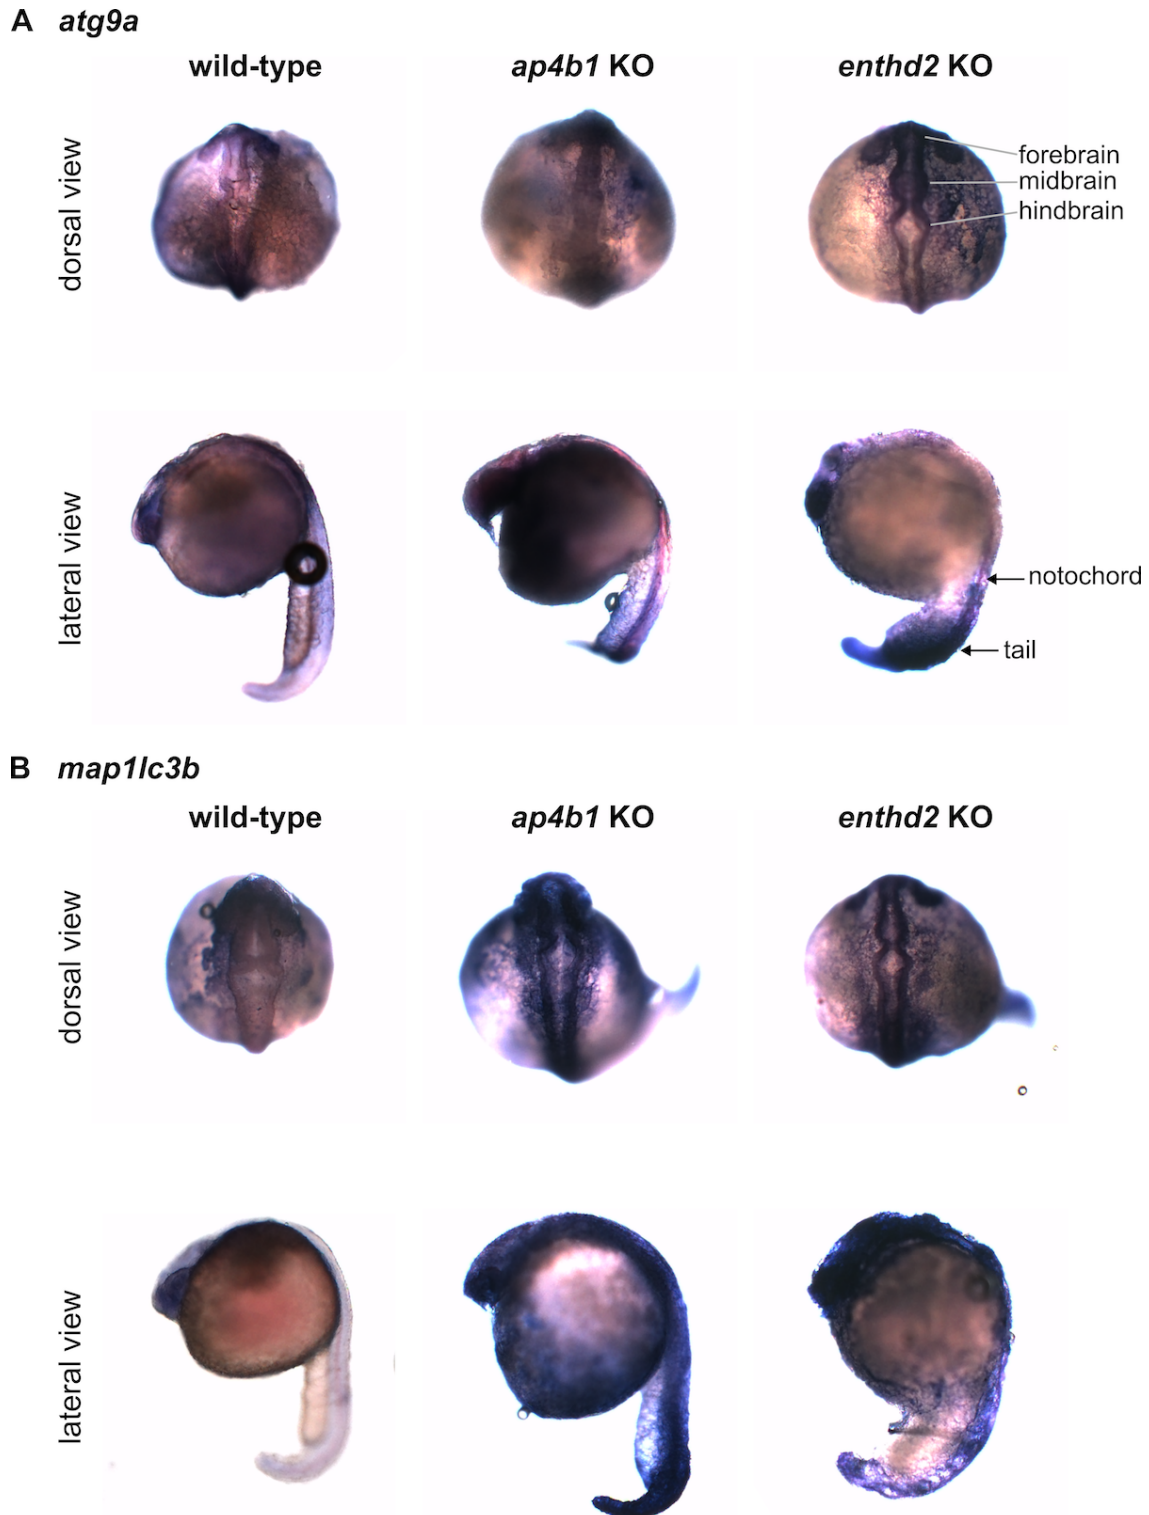 A atg9a
wild-type ap4b1 KO enthd2 KO
dorsal view
forebrain
midbrain
hindbrain
lateral view
notochord
tail
B map1lc3b
wild-type ap4b1 KO enthd2 KO
dorsal view
lateral view